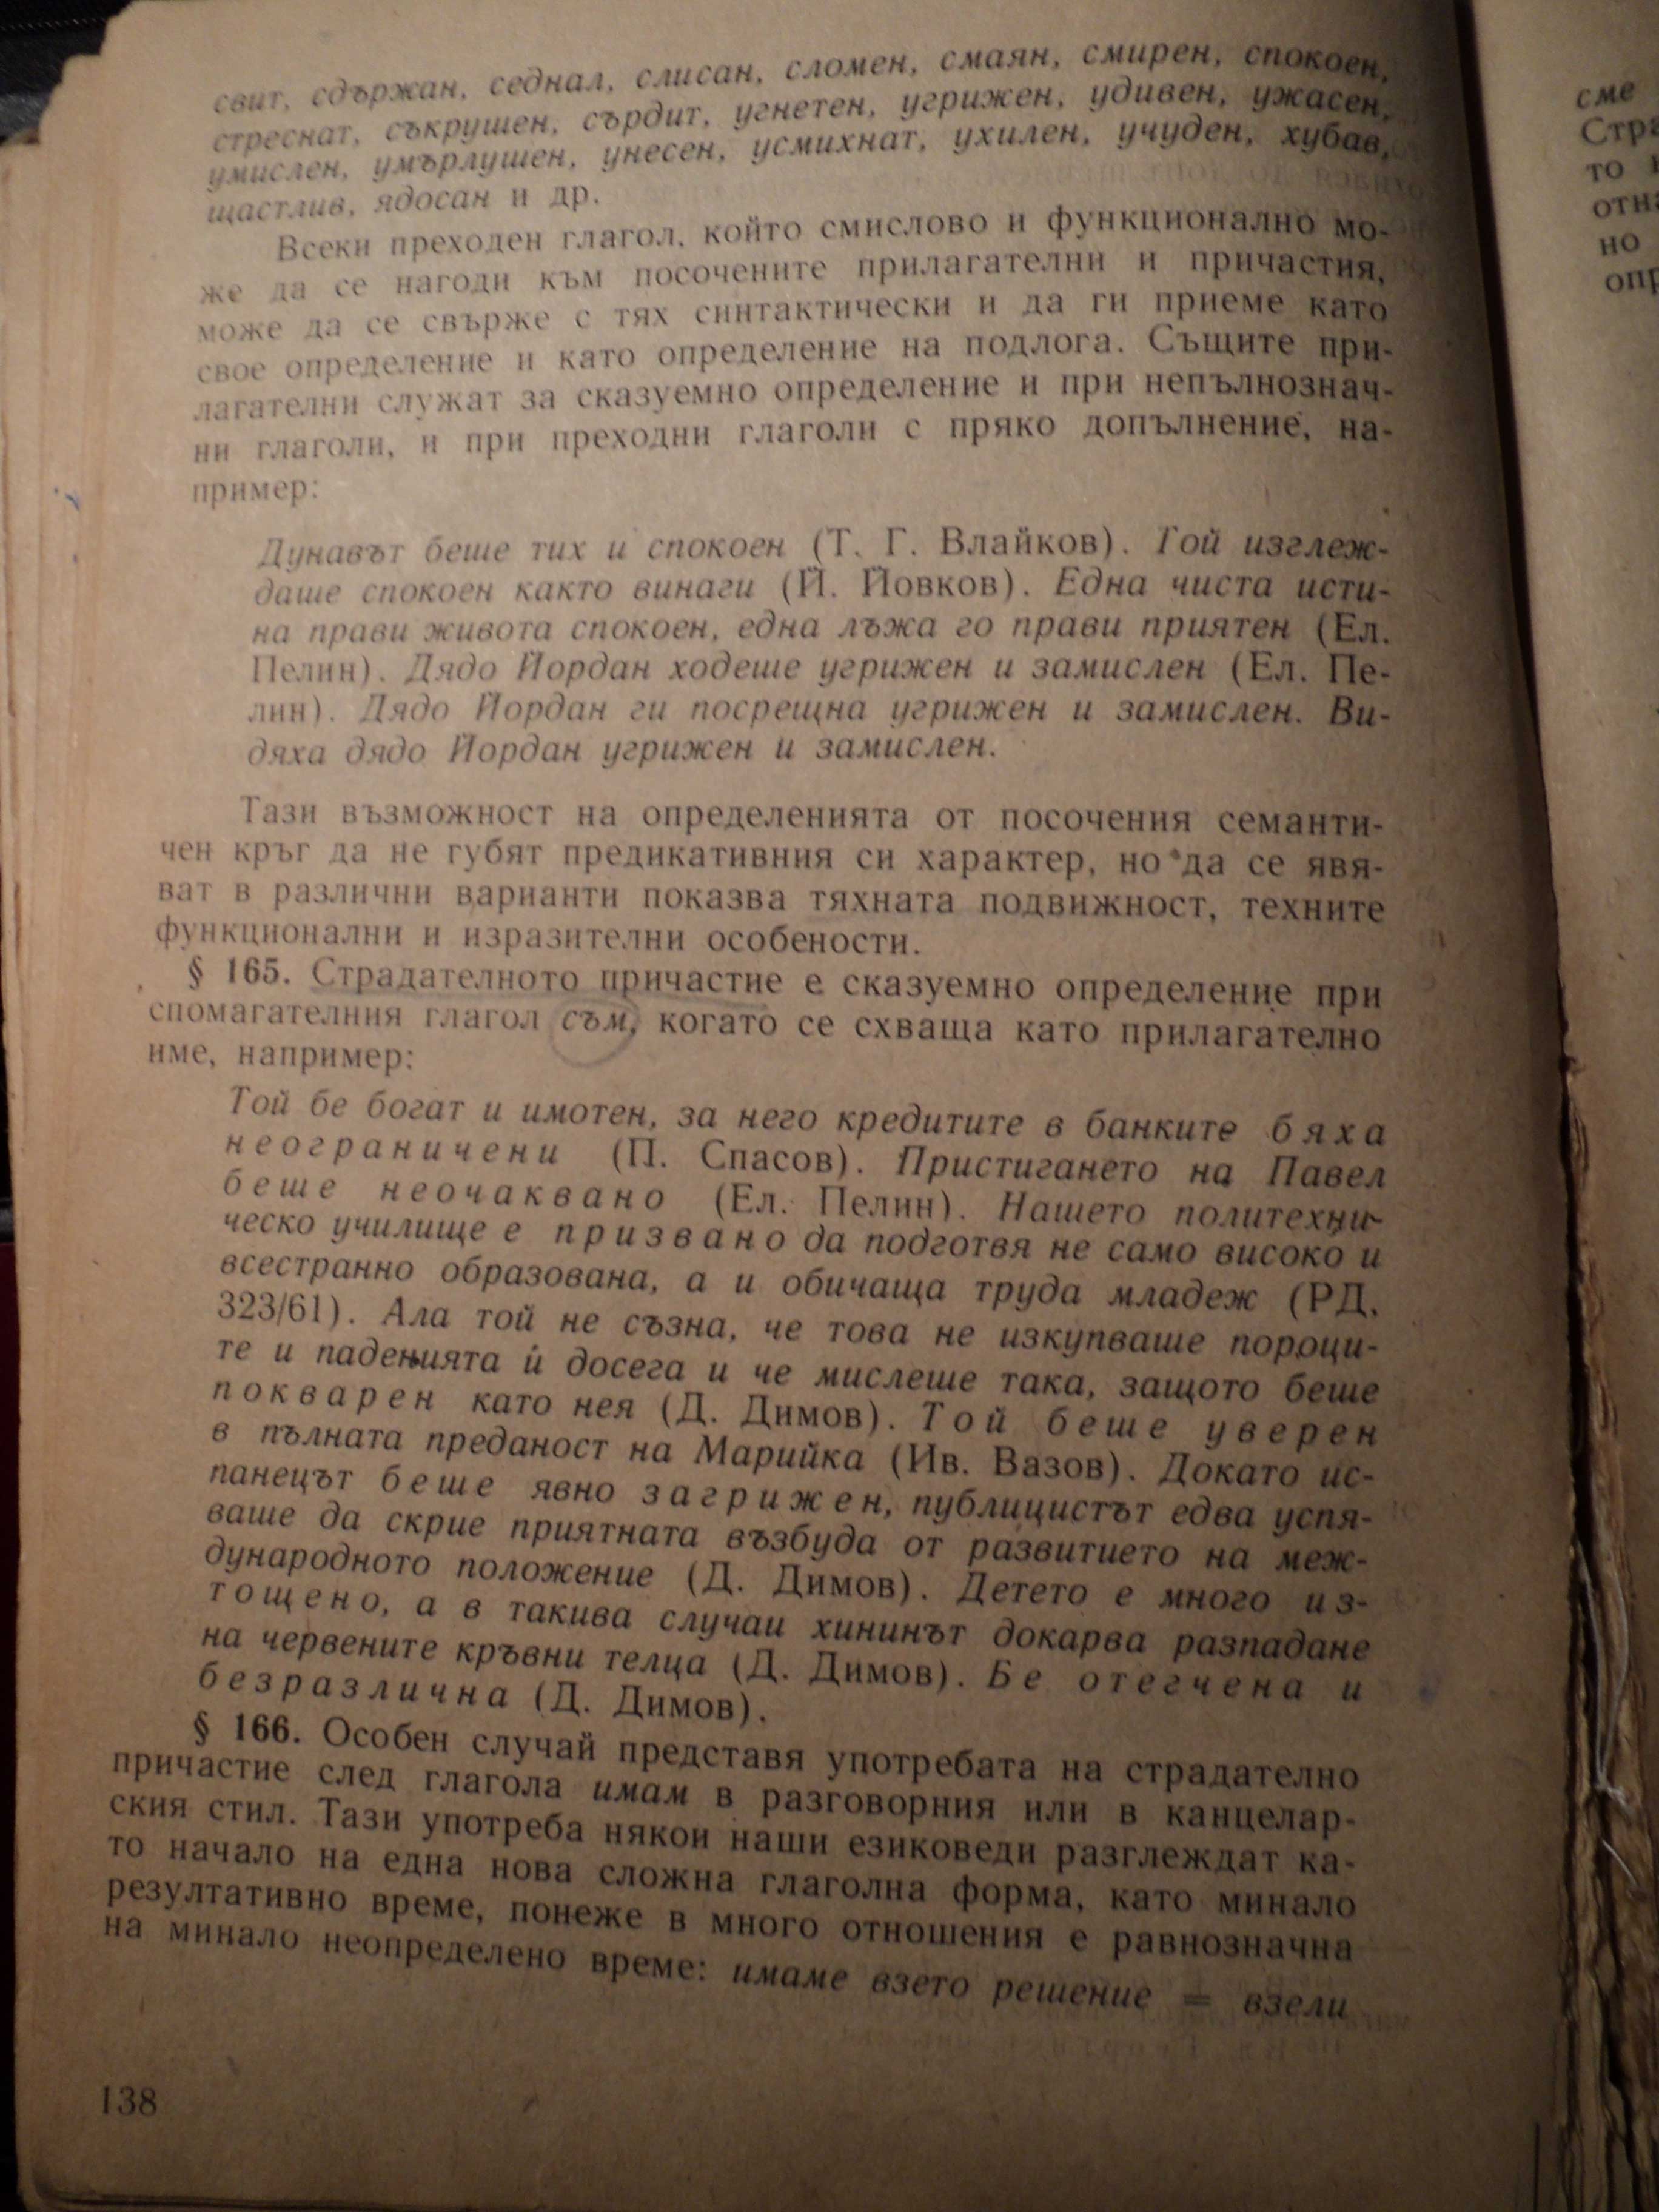 свит, сдържан, седнал, слисан, сломен, смаян, смирен, спокоен,
стреснат, съкрушен, сърдит, угнетен, угрижен, удивен, ужасен,
умислен, умърлушен, унесен, усмихнат, ухилен, учуден, хубав,
щастлив, ядосан и др.
Всеки преходен глагол, който смислово и функционално мо-
же да се нагоди към посочените прилагателни и причастия,
може да се свърже с тях синтактически и да ги приеме като
свое определение и като определение на подлога. Същите при-
лагателни служат за сказуемно определение и при непълнознач-
ни глаголи, и при преходни глаголи с пряко допълнение, на-
пример:
Дунавът беше тих и спокоен (Т. Г. Влайков). Той изглеж-
даше спокоен както винаги (Й. Йовков). Една чиста исти-
на прави живота спокоен, една лъжа го прави приятен (Ел.
Пелин). Дядо Йордан ходеше угрижен и замислен (Ел. Пе-
лин). Дядо Йордан ги посрещна угрижен и замислен. Ви-
дяха дядо Йордан угрижен и замислен.
Тази възможност на определенията от посочения семанти-
чен кръг да не губят предикативния си характер, но да се явя-
ват в различни варианти показва тяхната подвижност, техните
функционални и изразителни особености.
§ 165. Страдателното причастие е сказуемно определение при
спомагателния глагол съм, когато се схваща като прилагателно
име, например:
Той бе богат и имотен, за него кредитите в банките бяха
неограничени (П. Спасов). Пристигането на Павел
беше неочаквано (Ел. Пелин). Нашето политехни-
ческо училище е призвано да подготвя не само високо и
всестранно образована, а и обичаща труда младеж (РД,
323/61). Ала той не съзна, че това не изкупваше пороци-
те и паденията ѝ досега и че мислеше така, защото беше
покварен като нея (Д. Димов). Той беше уверен
в пълната преданост на Марийка (Ив. Вазов). Докато ис-
панецът беше явно загрижен, публицистът едва успя-
ваше да скрие приятната възбуда от развитието на меж-
дународното положение (Д. Димов). Детето е много из-
тощено, а в такива случаи хининът докарва разпадане
на червените кръвни телца (Д. Димов). Бе отегчена и
безразлична (Д. Димов).
§ 166. Особен случай представя употребата на страдателно
причастие след глагола имам в разговорния или в канцелар-
ския стил. Тази употреба някои наши езиковеди разглеждат ка-
то начало на една нова сложна глаголна форма, като минало
резултативно време, понеже в много отношения е равнозначна
на минало неопределено време: имаме взето решение = взели
138
сме
то
но